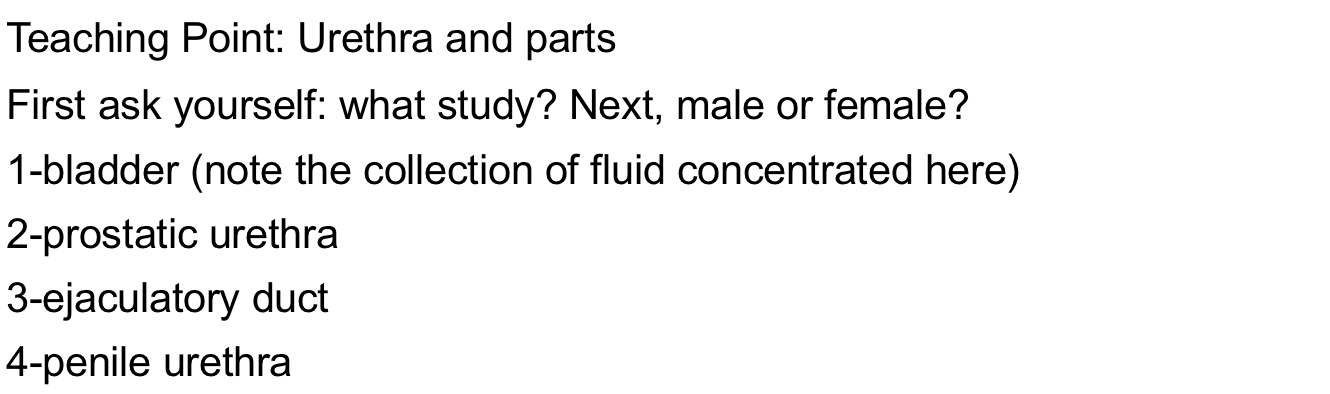 Teaching Point: Urethra and parts
First ask yourself: what study? Next, male or female?
1-bladder (note the collection of fluid concentrated here)
2-prostatic urethra
3-ejaculatory duct
4-penile urethra